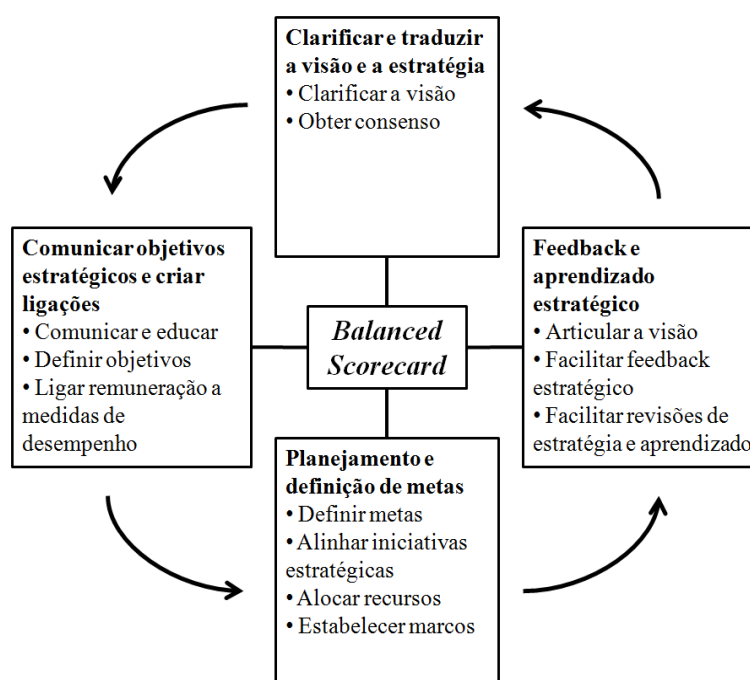 Clarificar e traduzir
a visão e a estratégia
• Clarificar a visão
• Obter consenso
Comunicar objetivos
estratégicos e criar
ligações
• Comunicar e educar
• Definir objetivos
• Ligar remuneração a
medidas de
desempenho
Balanced
Scorecard
Feedback e
aprendizado
estratégico
• Articular a visão
• Facilitar feedback
estratégico
• Facilitar revisões de
estratégia e aprendizado
Planejamento e
definição de metas
• Definir metas
• Alinhar iniciativas
estratégicas
• Alocar recursos
• Estabelecer marcos